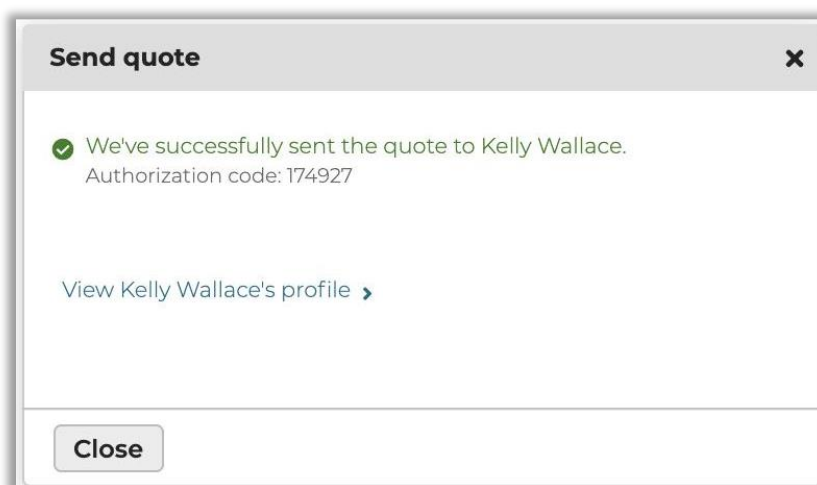 Send quote
We've successfully sent the quote to Kelly Wallace.
Authorization code: 174927
View Kelly Wallace's profile
Close